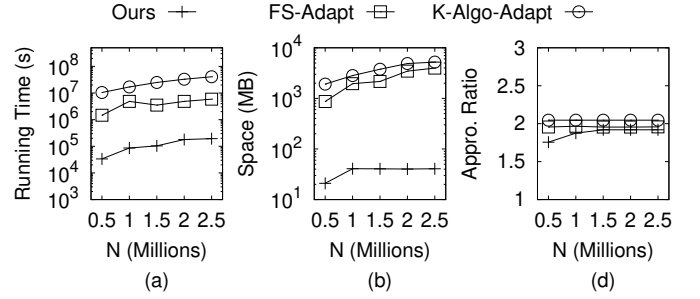 Ours FS-Adapt K-Algo-Adapt
Running Time (s)
10^8
10^7
10^6
10^5
10^4
10^3
0.5 1 1.5 2 2.5
N (Millions)
(a)
Space (MB)
10^4
10^3
10^2
10^1
0.5 1 1.5 2 2.5
N (Millions)
(b)
Appro. Ratio
3
2.5
2
1.5
1
0.5 1 1.5 2 2.5
N (Millions)
(d)